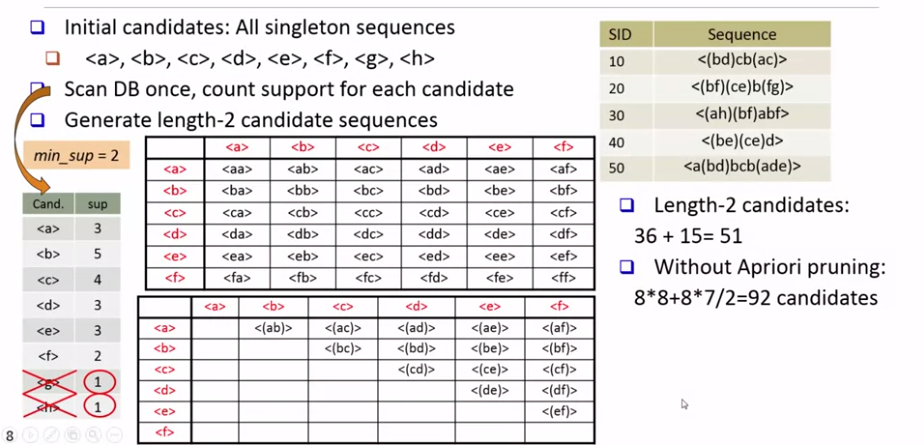 Initial candidates: All singleton sequences
<a>, <b>, <c>, <d>, <e>, <f>, <g>, <h>
Scan DB once, count support for each candidate
Generate length-2 candidate sequences
min_sup = 2
Cand. sup
<a> 3
<b> 5
<c> 4
<d> 3
<e> 3
<f> 2
<g> 1
<h> 1
<a> <b> <c> <d> <e> <f>
<a> <aa> <ab> <ac> <ad> <ae> <af>
<b> <ba> <bb> <bc> <bd> <be> <bf>
<c> <ca> <cb> <cc> <cd> <ce> <cf>
<d> <da> <db> <dc> <dd> <de> <df>
<e> <ea> <eb> <ec> <ed> <ee> <ef>
<f> <fa> <fb> <fc> <fd> <fe> <ff>
<a> <b> <c> <d> <e> <f>
<a> <(ab)> <(ac)> <(ad)> <(ae)> <(af)>
<b> <(bc)> <(bd)> <(be)> <(bf)>
<c> <(cd)> <(ce)> <(cf)>
<d> <(de)> <(df)>
<e> <(ef)>
<f>
SID Sequence
10 <(bd)cb(ac)>
20 <(bf)(ce)b(fg)>
30 <(ah)(bf)abf>
40 <(be)(ce)d>
50 <a(bd)bcb(ade)>
Length-2 candidates:
36 + 15= 51
Without Apriori pruning:
8*8+8*7/2=92 candidates
8